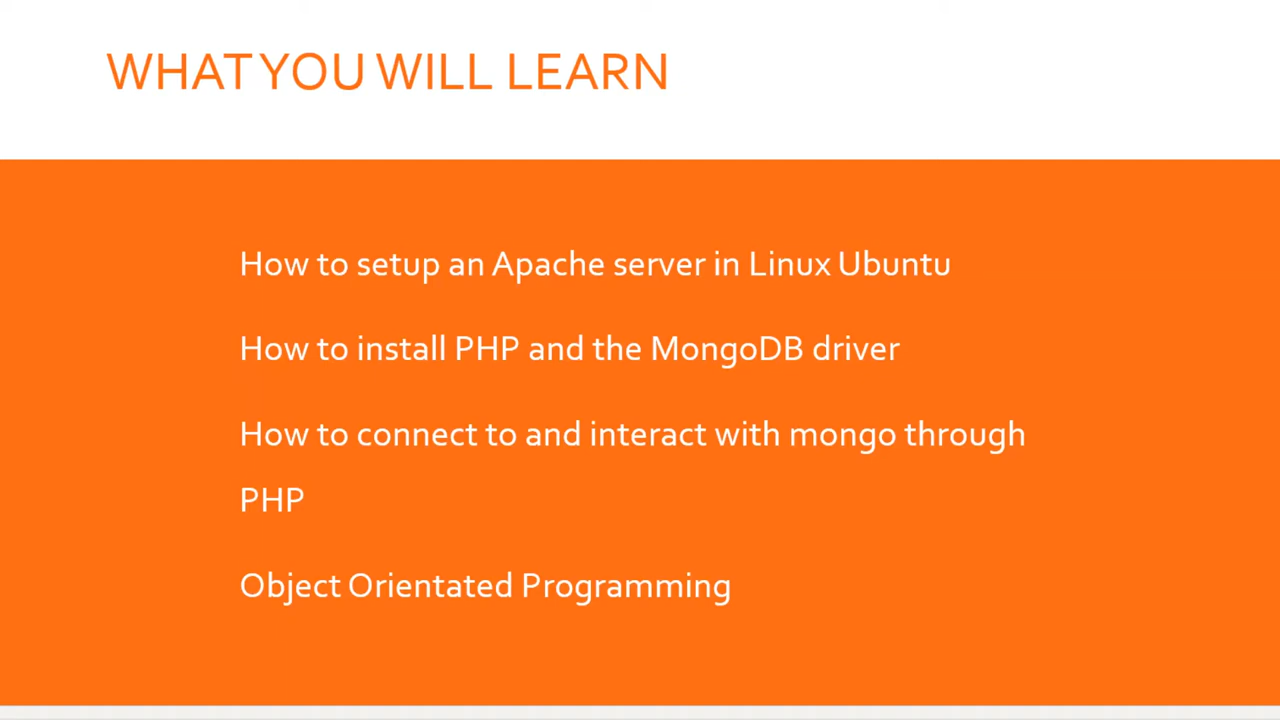 WHAT YOU WILL LEARN
How to setup an Apache server in Linux Ubuntu
How to install PHP and the MongoDB driver
How to connect to and interact with mongo through
PHP
Object Orientated Programming